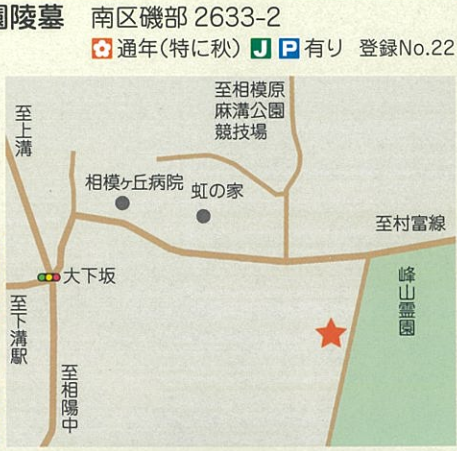 園陵墓 南区磯部 2633-2
通年(特に秋) J P 有り 登録No.22
至相模原
麻溝公園
競技場
至上溝
相模ヶ丘病院
虹の家
至村富線
大下坂
峰山霊園
至下溝駅
至相陽中